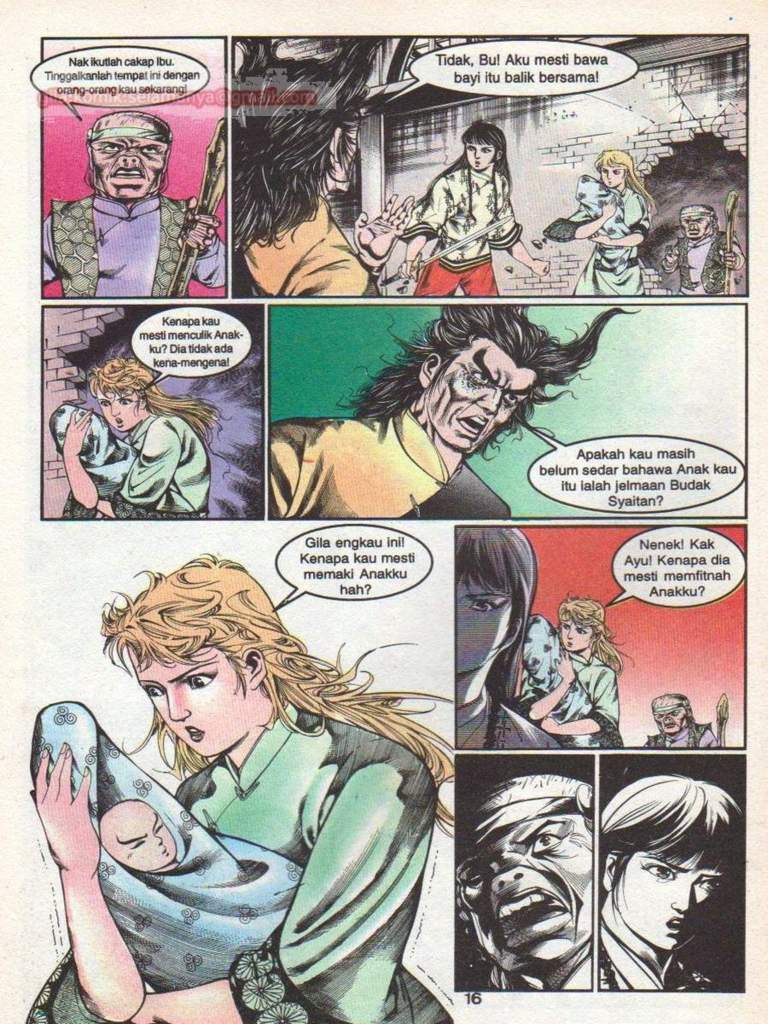 Nak ikutlah cakap Ibu.
Tinggalkanlah tempat ini dengan
orang-orang kau sekarang!
Tidak, Bu! Aku mesti bawa
bayi itu balik bersama!
Kenapa kau
mesti menculik Anak-
ku? Dia tidak ada
kena-mengena!
Apakah kau masih
belum sedar bahawa Anak kau
itu ialah jelmaan Budak
Syaitan?
Gila engkau ini!
Kenapa kau mesti
memaki Anakku
hah?
Nenek! Kak
Ayu! Kenapa dia
mesti memfitnah
Anakku?
16